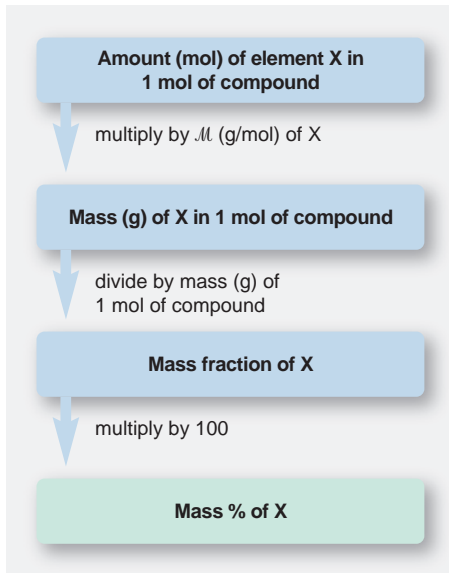 Amount (mol) of element X in
1 mol of compound
multiply by ℳ (g/mol) of X
Mass (g) of X in 1 mol of compound
divide by mass (g) of
1 mol of compound
Mass fraction of X
multiply by 100
Mass % of X